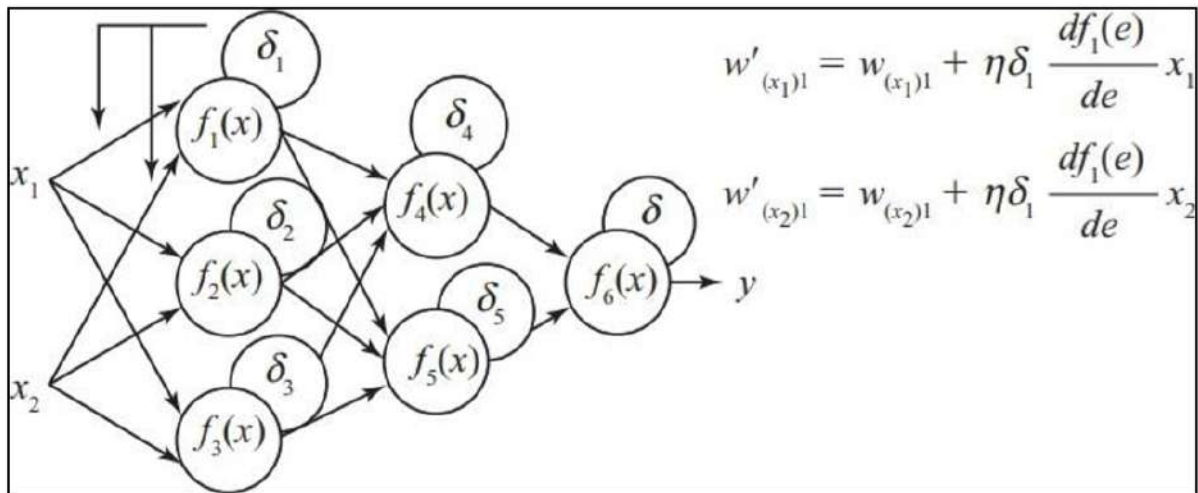 δ₁
f₁(x)
δ₄
x₁
f₄(x)
δ₂
δ
f₂(x)
f₆(x)
y
δ₅
δ₃
f₅(x)
x₂
f₃(x)
w′₍ₓ₁₎₁ = w₍ₓ₁₎₁ + ηδ₁ df₁(e)/de x₁
w′₍ₓ₂₎₁ = w₍ₓ₂₎₁ + ηδ₁ df₁(e)/de x₂